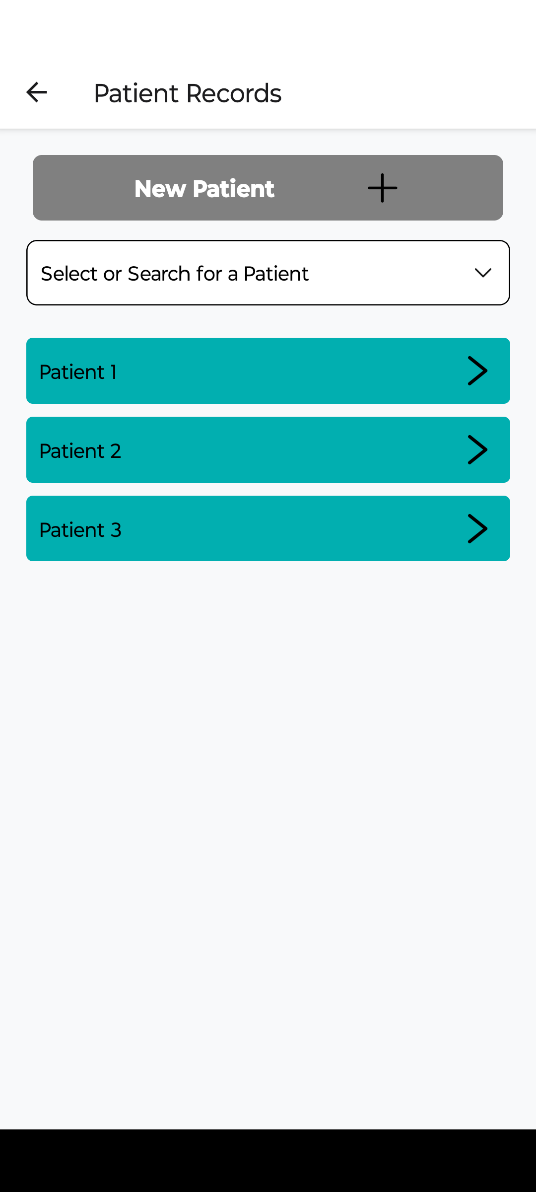 Patient Records
New Patient
Select or Search for a Patient
Patient 1
Patient 2
Patient 3